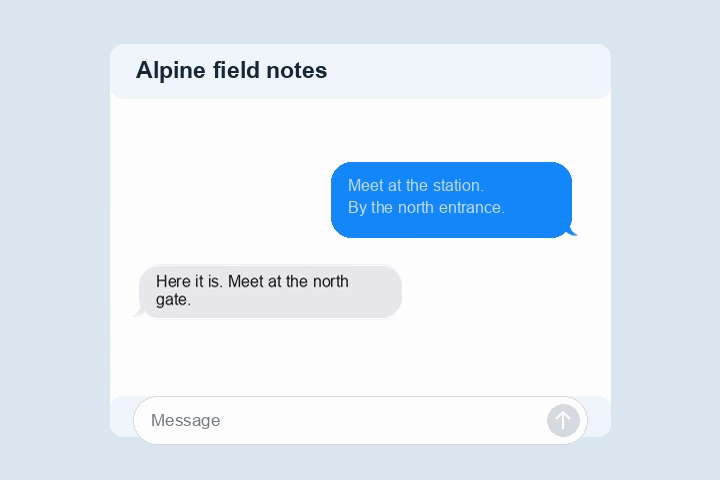 Alpine field notes
Meet at the station.
By the north entrance.
Here it is. Meet at the north
gate.
Message